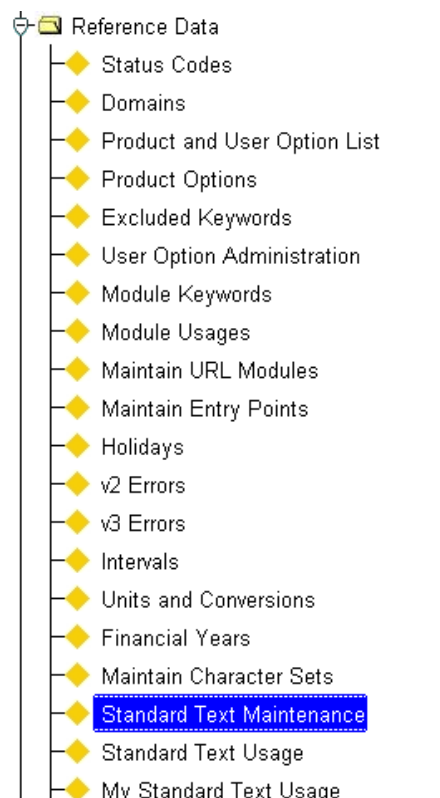 Reference Data
Status Codes
Domains
Product and User Option List
Product Options
Excluded Keywords
User Option Administration
Module Keywords
Module Usages
Maintain URL Modules
Maintain Entry Points
Holidays
v2 Errors
v3 Errors
Intervals
Units and Conversions
Financial Years
Maintain Character Sets
Standard Text Maintenance
Standard Text Usage
My Standard Text Usage